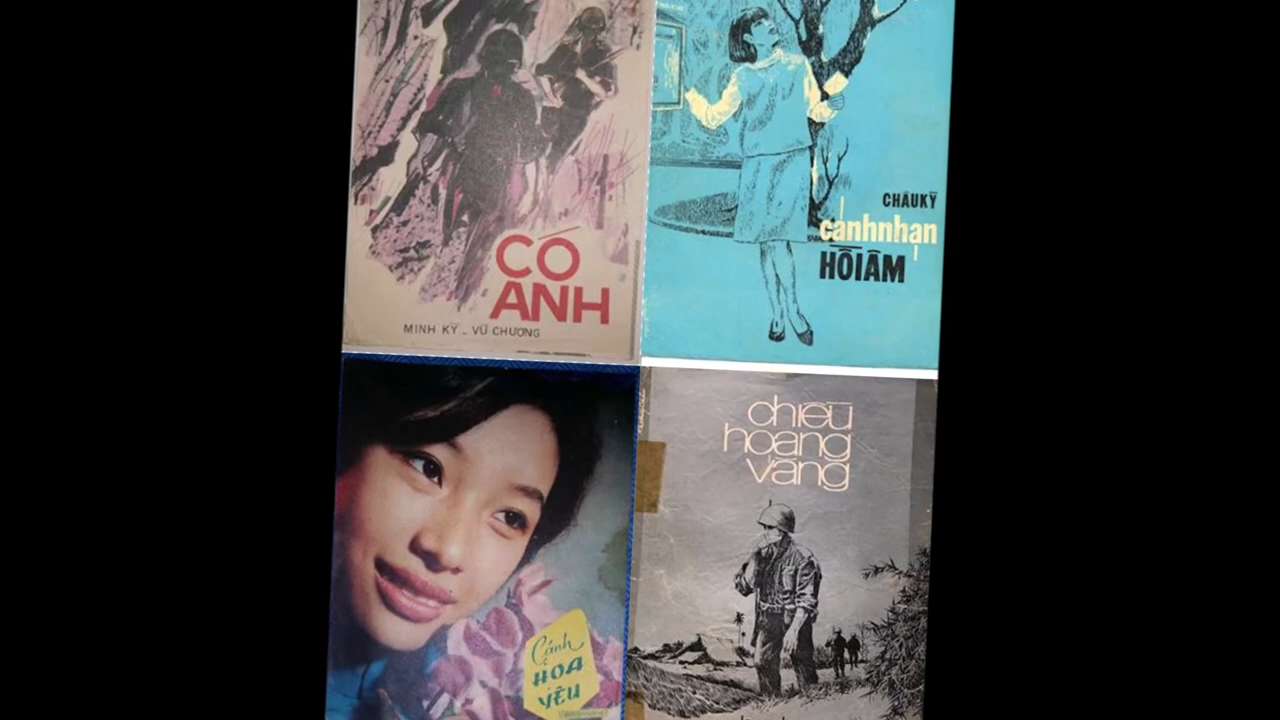 CÓ
ANH
MINH KỲ - VŨ CHƯƠNG
CHÂU KỲ
cánh nhạn
HỒI ÂM
Cánh
HOA
YÊU
chiều
hoang
vắng